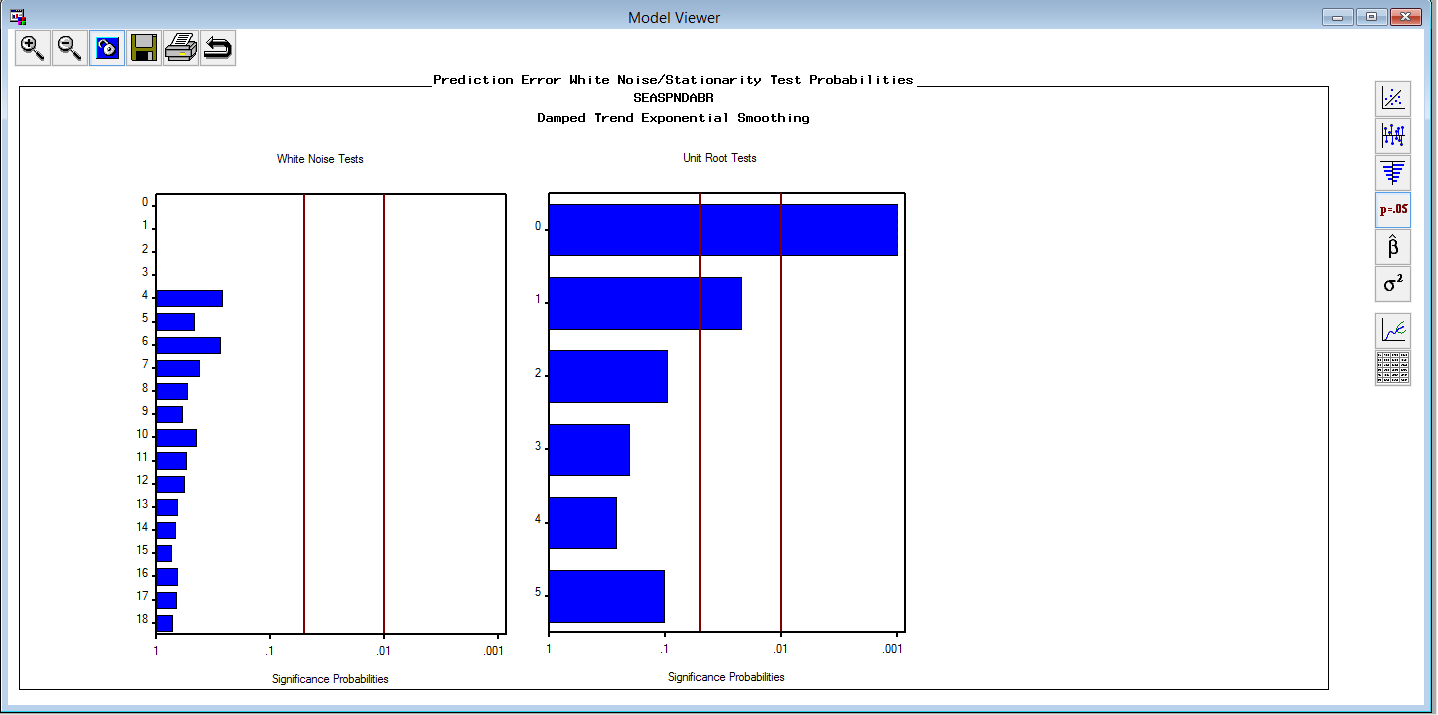 Model Viewer
Prediction Error White Noise/Stationarity Test Probabilities
SEASPNDABR
Damped Trend Exponential Smoothing
White Noise Tests
0
1
2
3
4
5
6
7
8
9
10
11
12
13
14
15
16
17
18
1 .1 .01 .001
Significance Probabilities
Unit Root Tests
0
1
2
3
4
5
1 .1 .01 .001
Significance Probabilities
p=.05
β̂
σ²